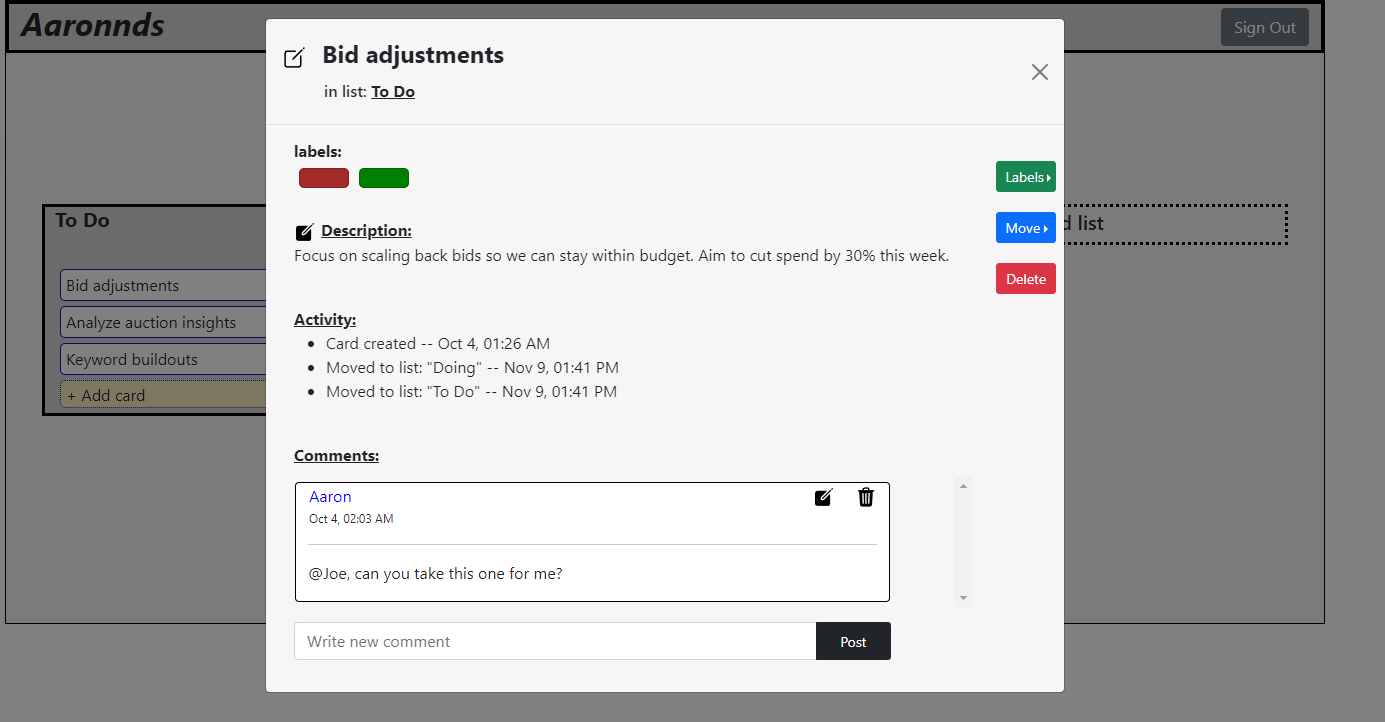 Aaronnds
Sign Out
Bid adjustments
in list: To Do
labels:
Labels
Move
Delete
Description:
Focus on scaling back bids so we can stay within budget. Aim to cut spend by 30% this week.
Activity:
Card created -- Oct 4, 01:26 AM
Moved to list: "Doing" -- Nov 9, 01:41 PM
Moved to list: "To Do" -- Nov 9, 01:41 PM
Comments:
Aaron
Oct 4, 02:03 AM
@Joe, can you take this one for me?
Write new comment
Post
To Do
Bid adjustments
Analyze auction insights
Keyword buildouts
+ Add card
list